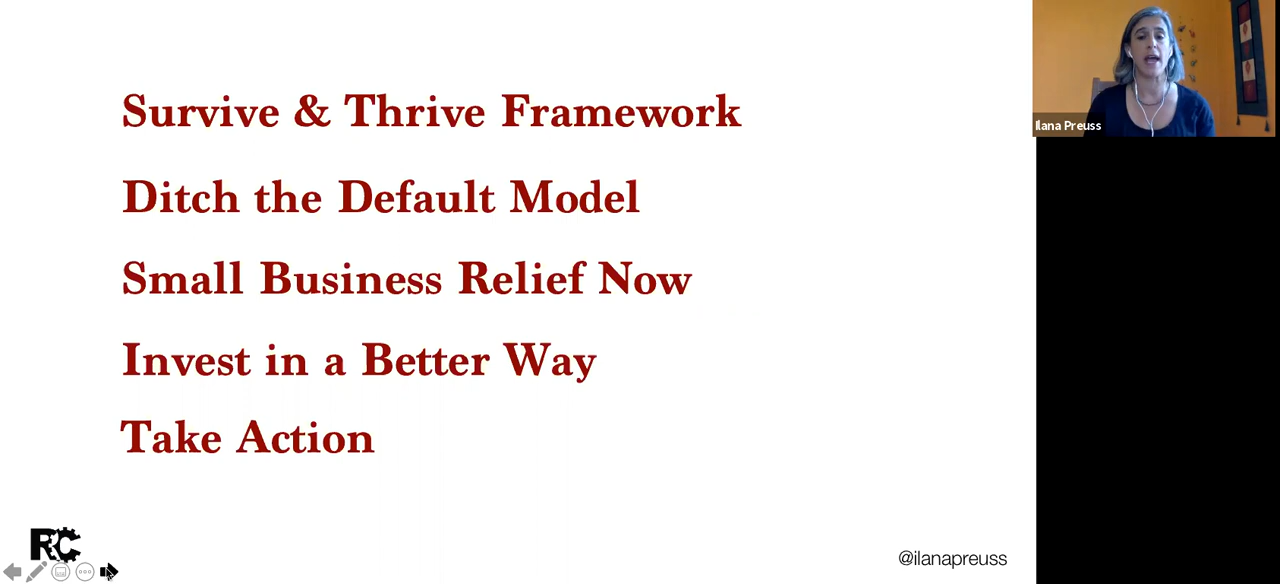 Survive & Thrive Framework
Ditch the Default Model
Small Business Relief Now
Invest in a Better Way
Take Action
RC
@ilanapreuss
Ilana Preuss